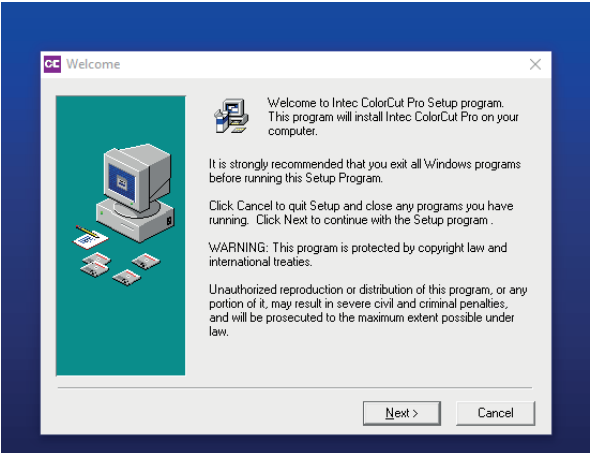 CC Welcome
Welcome to Intec ColorCut Pro Setup program.
This program will install Intec ColorCut Pro on your
computer.
It is strongly recommended that you exit all Windows programs
before running this Setup Program.
Click Cancel to quit Setup and close any programs you have
running. Click Next to continue with the Setup program .
WARNING: This program is protected by copyright law and
international treaties.
Unauthorized reproduction or distribution of this program, or any
portion of it, may result in severe civil and criminal penalties,
and will be prosecuted to the maximum extent possible under
law.
Next > Cancel